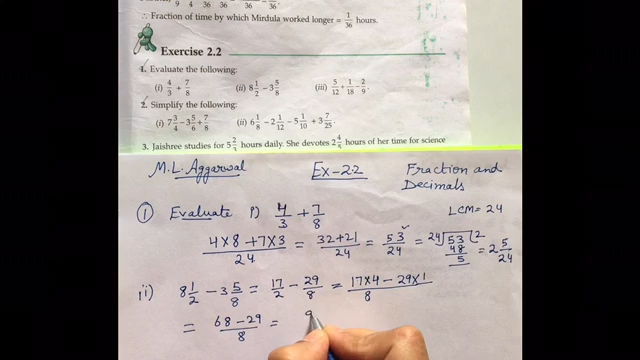 ∴ Fraction of time by which Mirdula worked longer = 1/36 hours.
Exercise 2.2
1. Evaluate the following:
(i) 4/3 + 7/8 (ii) 8 1/2 − 3 5/8 (iii) 5/12 + 1/18 − 2/9
2. Simplify the following:
(i) 7 3/4 − 3 5/6 + 7/8 (ii) 6 1/8 − 2 1/12 − 5 1/10 + 3 7/25
3. Jaishree studies for 5 2/3 hours daily. She devotes 2 4/5 hours of her time for science
M.L. Aggarwal Ex-2.2 Fraction and
Decimals
① Evaluate i) 4/3 + 7/8 LCM = 24
(4×8 + 7×3)/24 = (32+21)/24 = 53/24 = 24)53(2 = 2 5/24
48
5
ii) 8 1/2 − 3 5/8 = 17/2 − 29/8 = (17×4 − 29×1)/8
= (68 − 29)/8 =